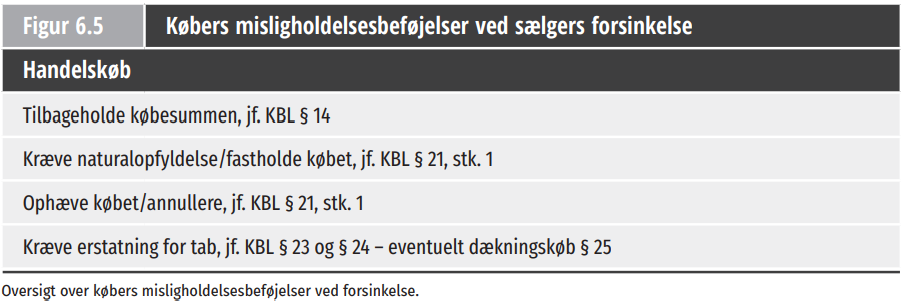 Figur 6.5 Købers misligholdelsesbeføjelser ved sælgers forsinkelse
Handelskøb
Tilbageholde købesummen, jf. KBL § 14
Kræve naturalopfyldelse/fastholde købet, jf. KBL § 21, stk. 1
Ophæve købet/annullere, jf. KBL § 21, stk. 1
Kræve erstatning for tab, jf. KBL § 23 og § 24 – eventuelt dækningskøb § 25
Oversigt over købers misligholdelsesbeføjelser ved forsinkelse.